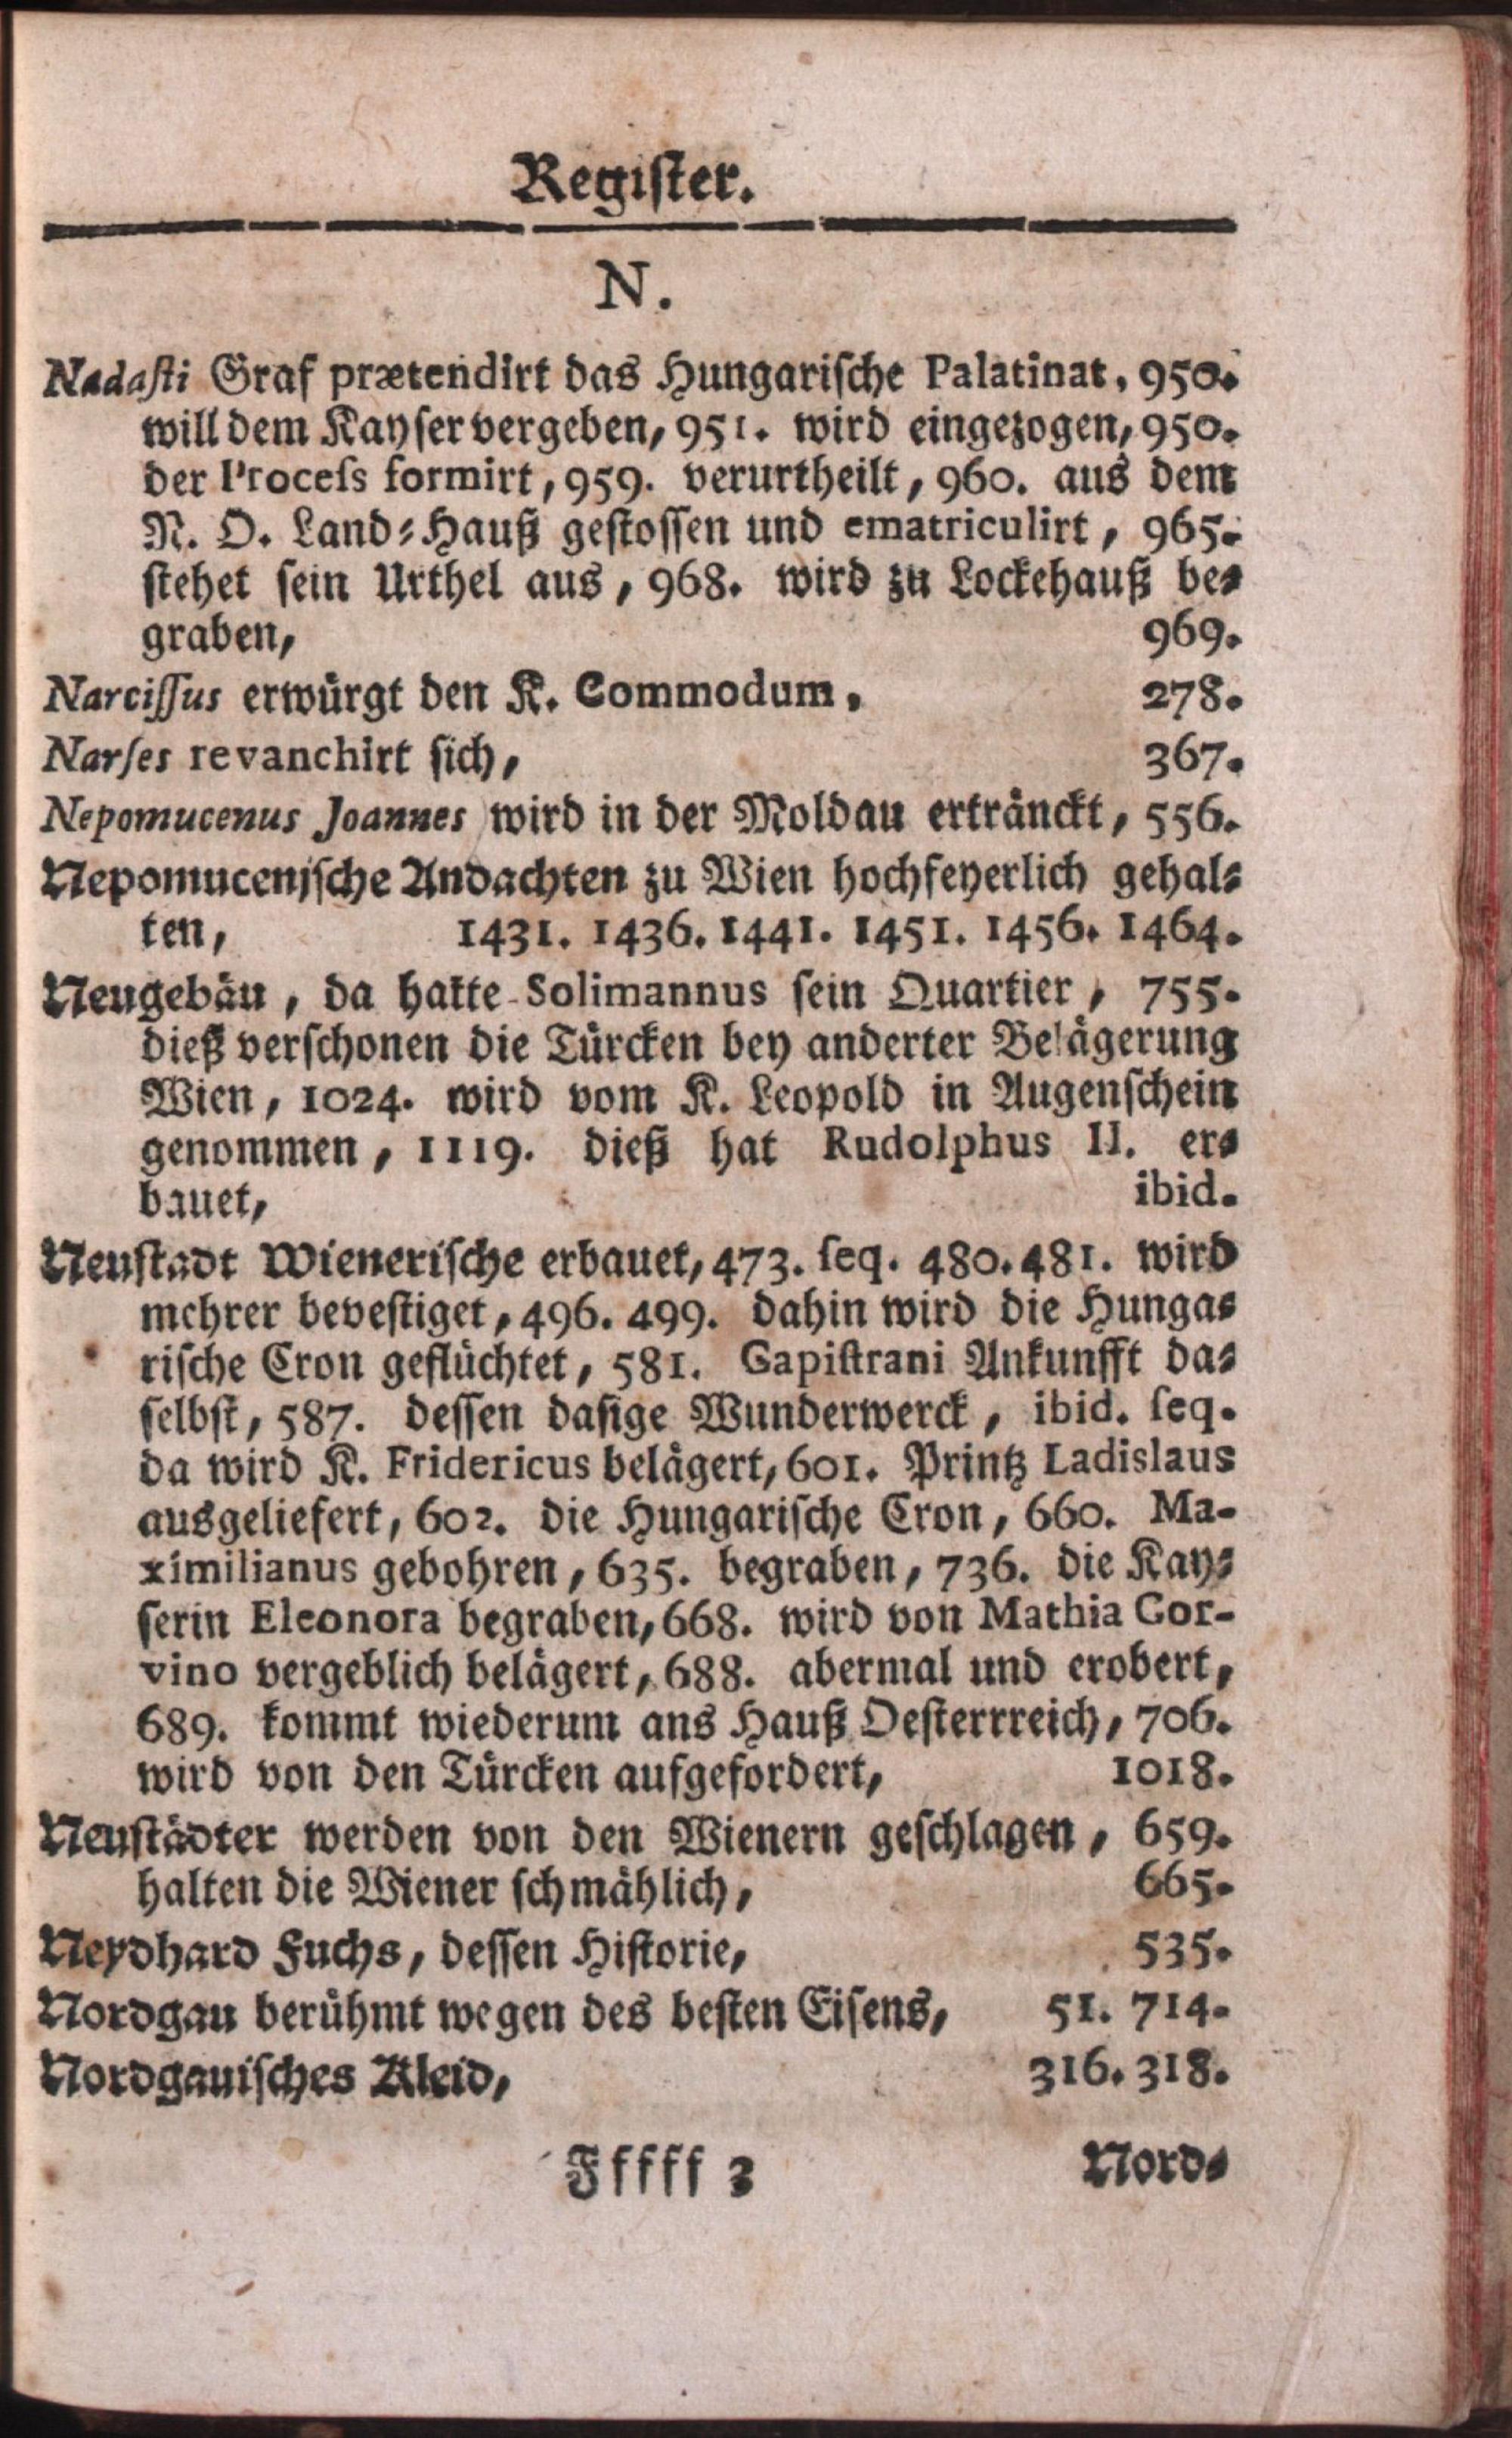 Register.
N.
Nadasti Graf prætendirt das Hungarische Palatinat, 950.
will dem Kayser vergeben, 951. wird eingezogen, 950.
der Process formirt, 959. verurtheilt, 960. aus dem
N. O. Land-Hauß gestossen und ematriculirt, 965.
stehet sein Urthel aus, 968. wird zu Lockehauß be-
graben, 969.
Narcissus erwürgt den K. Commodum, 278.
Narses revanchirt sich, 367.
Nepomucenus Joannes wird in der Moldau ertränckt, 556.
Nepomucenische Andachten zu Wien hochfeyerlich gehal-
ten, 1431. 1436. 1441. 1451. 1456. 1464.
Neugebäu, da hatte Solimannus sein Quartier, 755.
dieß verschonen die Türcken bey anderter Belägerung
Wien, 1024. wird vom K. Leopold in Augenschein
genommen, 1119. dieß hat Rudolphus II. er-
bauet, ibid.
Neustadt Wienerische erbauet, 473. seq. 480. 481. wird
mehrer bevestiget, 496. 499. dahin wird die Hunga-
rische Cron geflüchtet, 581. Capistrani Ankunfft da-
selbst, 587. dessen dasige Wunderwerck, ibid. seq.
da wird K. Fridericus belägert, 601. Printz Ladislaus
ausgeliefert, 602. die Hungarische Cron, 660. Ma-
ximilianus gebohren, 635. begraben, 736. die Kay-
serin Eleonora begraben, 668. wird von Mathia Cor-
vino vergeblich belägert, 688. abermal und erobert,
689. kommt wiederum ans Hauß Oesterrreich, 706.
wird von den Türcken aufgefordert, 1018.
Neustädter werden von den Wienern geschlagen, 659.
halten die Wiener schmählich, 665.
Neydhard Fuchs, dessen Historie, 535.
Nordgau berühmt wegen des besten Eisens, 51. 714.
Nordgauisches Kleid, 316. 318.
Fffff 3 Nord-